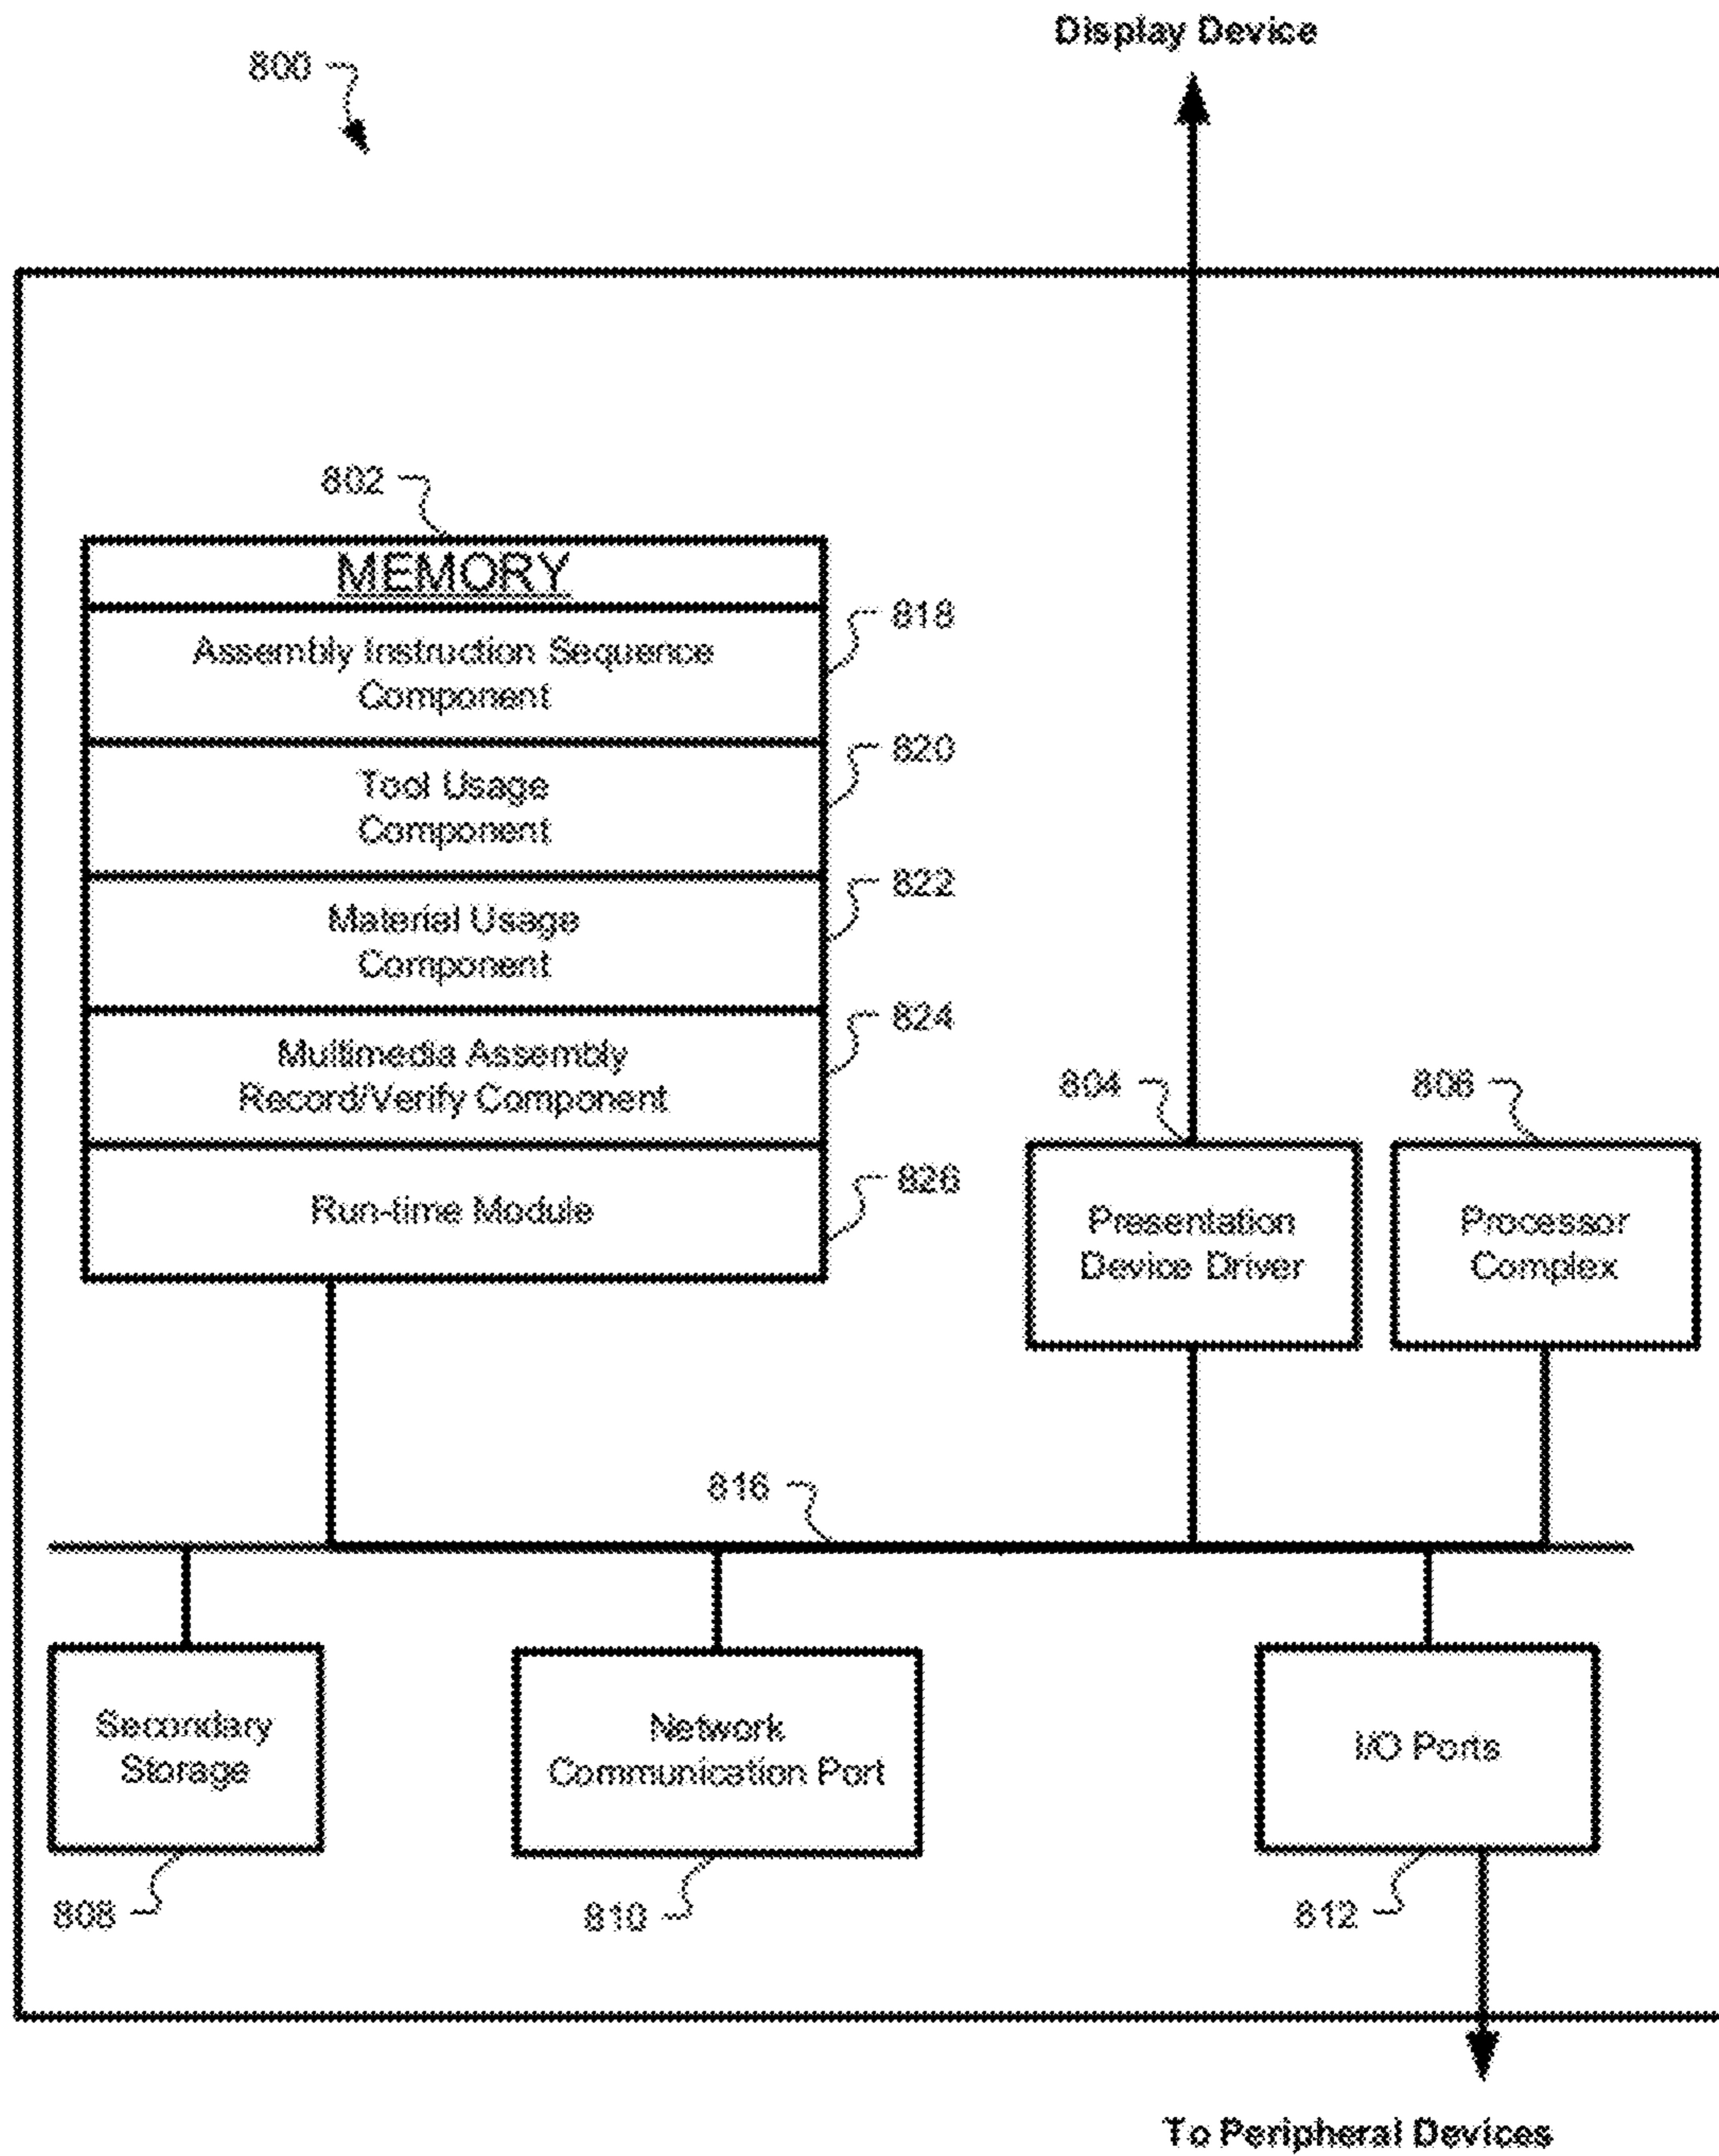 Display Device
800
802
MEMORY
818
Assembly Instruction Sequence
Component
820
Tool Usage
Component
822
Material Usage
Component
824
Multimedia Assembly
Record/Verify Component
826
Run-time Module
804
806
Presentation
Device Driver
Processor
Complex
816
Secondary
Storage
Network
Communication Port
I/O Ports
808
810
812
To Peripheral Devices